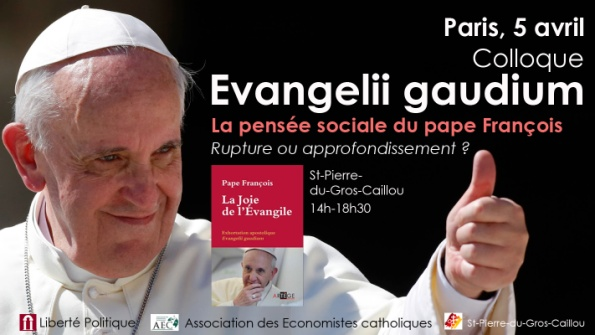 Paris, 5 avril
Colloque
Evangelii gaudium
La pensée sociale du pape François
Rupture ou approfondissement ?
St-Pierre-
du-Gros-Caillou
14h-18h30
Pape François
La Joie
de l'Évangile
Exhortation apostolique
Evangelii gaudium
ARTÈGE
Liberté Politique
AEC
Association des Economistes catholiques
St-Pierre-du-Gros-Caillou